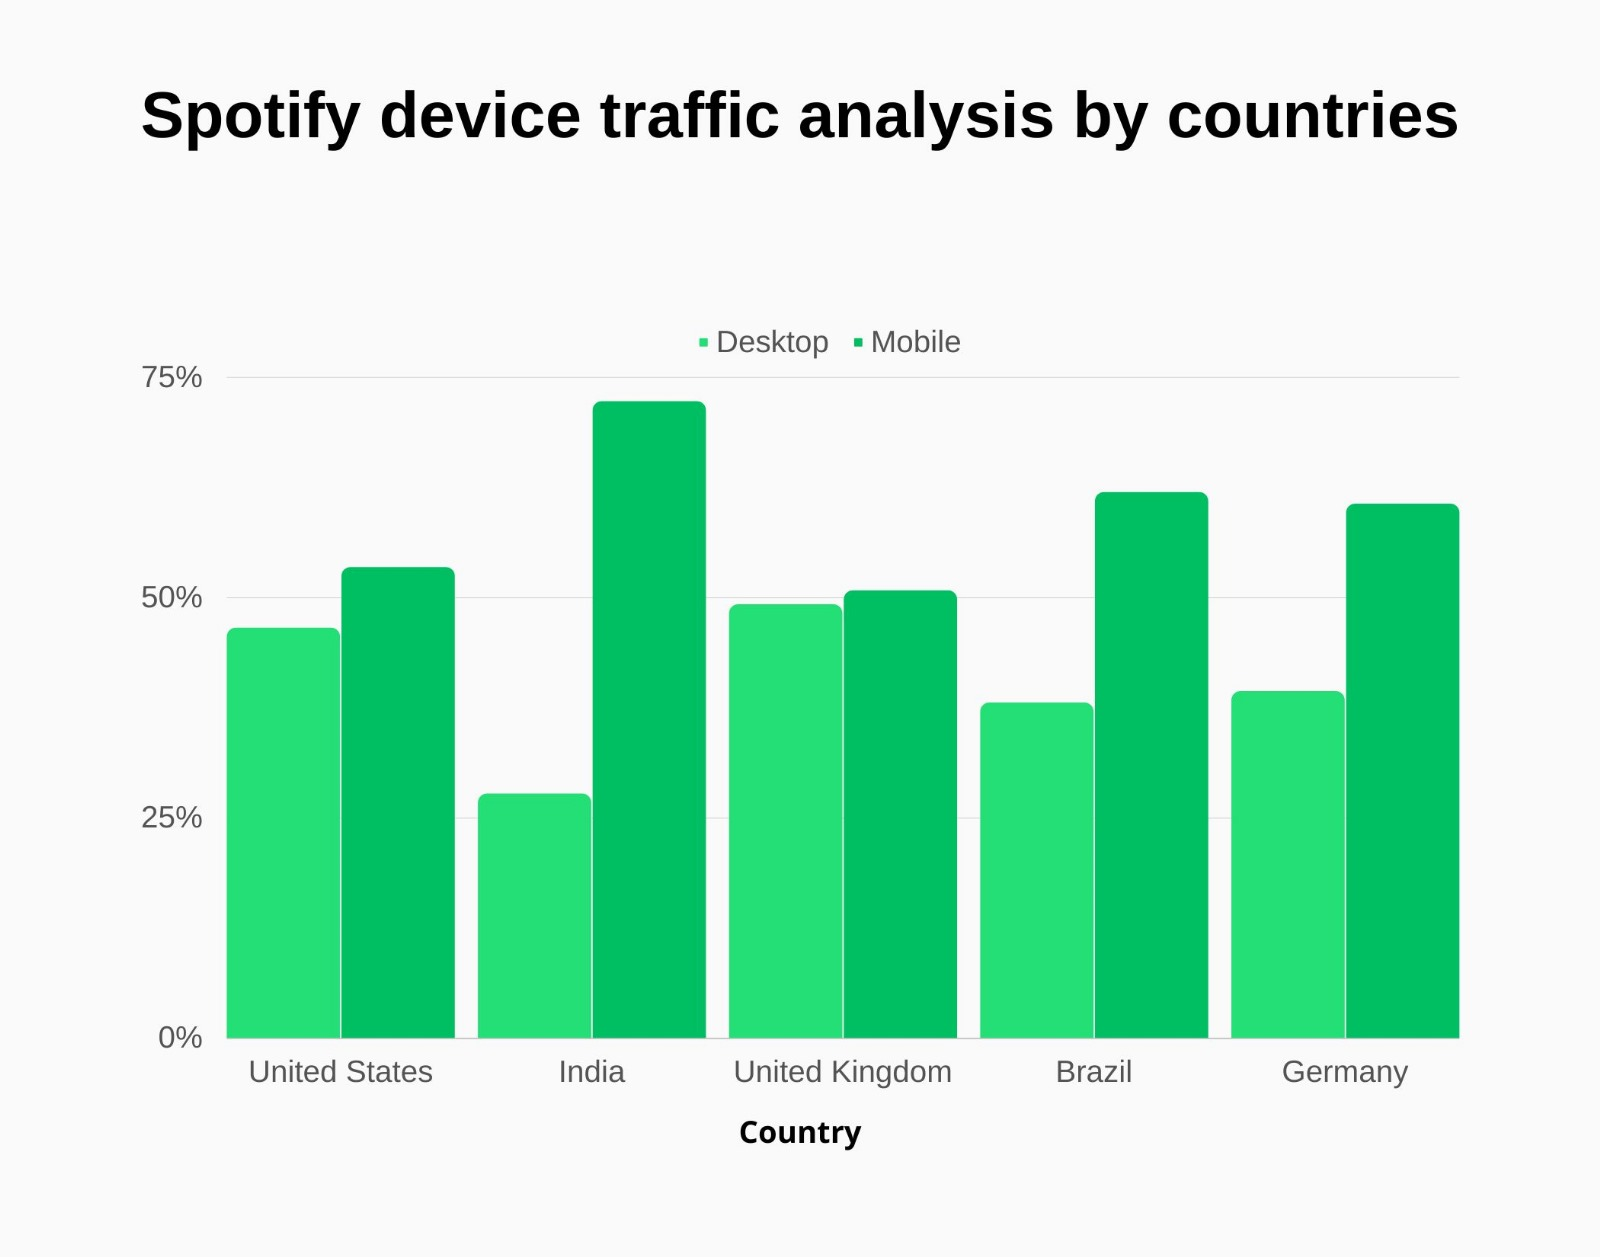 Spotify device traffic analysis by countries
Desktop Mobile
75%
50%
25%
0%
United States India United Kingdom Brazil Germany
Country